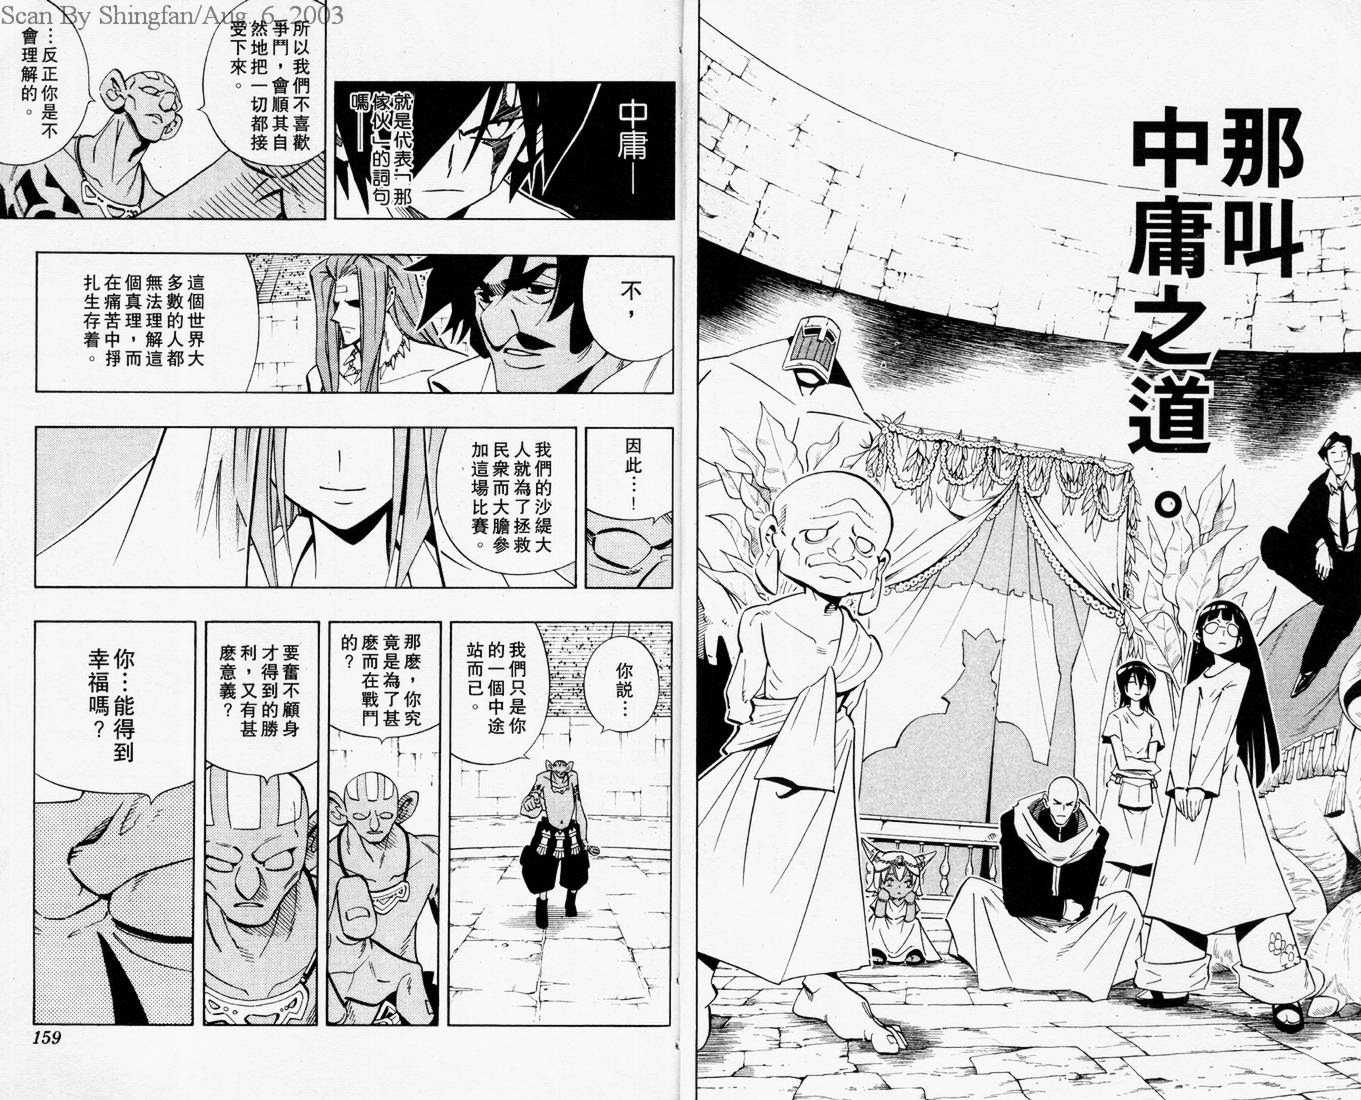 Scan By Shingfan/Aug. 6, 2003
那叫
中庸之道。
中庸—
就是代表「那
傢伙」的詞句
嗎——
所以我們不喜歡
爭鬥，會順其自
然地把一切都接
受下來。
…反正你是不
會理解的。
不，
這個世界大
多數的人都
無法理解這
個真理，而
在痛苦中掙
扎生存着。
因此…！
我們的沙緹大
人就為了拯救
民衆而大膽參
加這場比賽。
你說…
我們只是你
的一個中途
站而已。
那麽，你究
竟是為了甚
麽而在戰鬥
的？
要奮不顧身
才得到的勝
利，又有甚
麽意義？
你…能得到
幸福嗎？
159